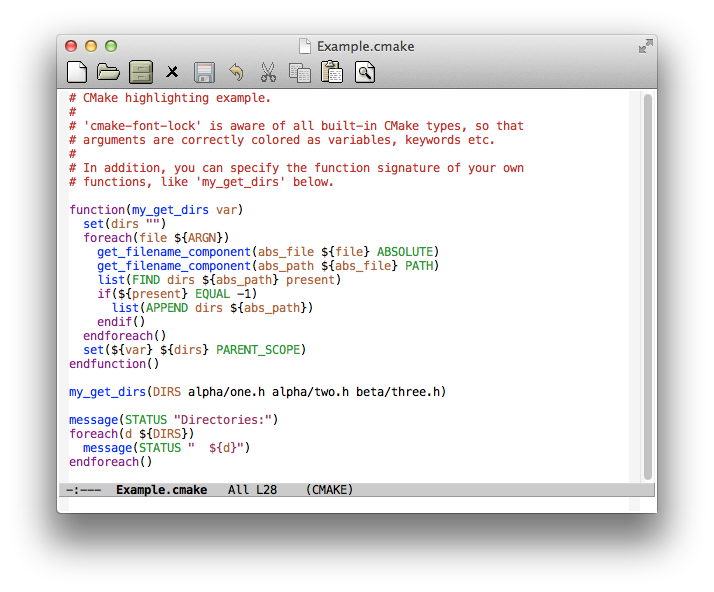 Example.cmake
# CMake highlighting example.
#
# 'cmake-font-lock' is aware of all built-in CMake types, so that
# arguments are correctly colored as variables, keywords etc.
#
# In addition, you can specify the function signature of your own
# functions, like 'my_get_dirs' below.

function(my_get_dirs var)
  set(dirs "")
  foreach(file ${ARGN})
    get_filename_component(abs_file ${file} ABSOLUTE)
    get_filename_component(abs_path ${abs_file} PATH)
    list(FIND dirs ${abs_path} present)
    if(${present} EQUAL -1)
      list(APPEND dirs ${abs_path})
    endif()
  endforeach()
  set(${var} ${dirs} PARENT_SCOPE)
endfunction()

my_get_dirs(DIRS alpha/one.h alpha/two.h beta/three.h)

message(STATUS "Directories:")
foreach(d ${DIRS})
  message(STATUS "  ${d}")
endforeach()
-:---  Example.cmake   All L28    (CMAKE)